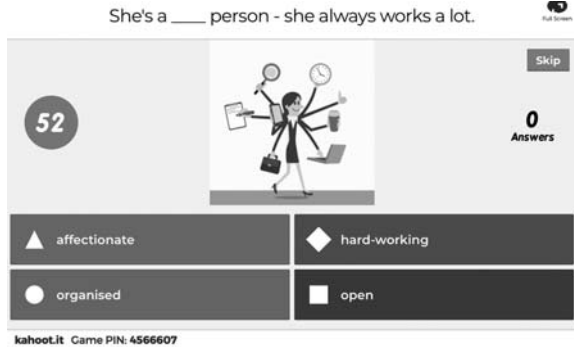 She's a ____ person - she always works a lot.
Full Screen
Skip
52
0
Answers
affectionate
hard-working
organised
open
kahoot.it Game PIN: 4566607